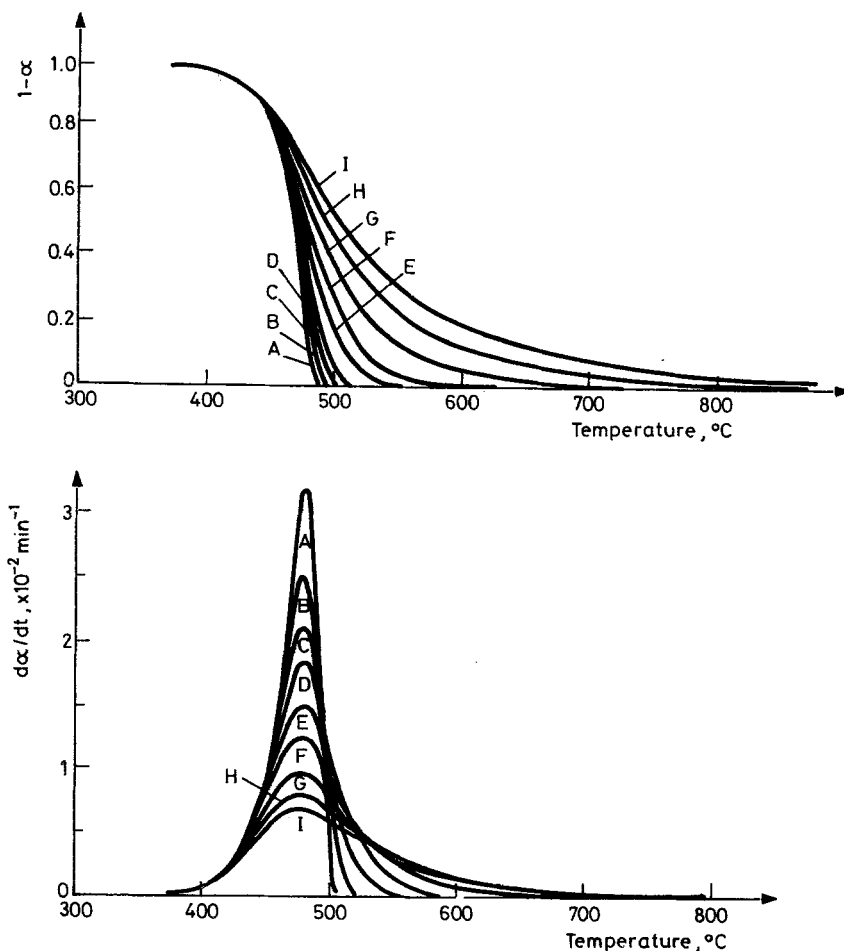 1-α
1.0
0.8
0.6
0.4
0.2
0
I
H
G
F
E
D
C
B
A
300
400
500
600
700
800
Temperature, °C
dα/dt, x10⁻² min⁻¹
3
2
1
0
A
B
C
D
E
F
H
G
I
300
400
500
600
700
800
Temperature, °C